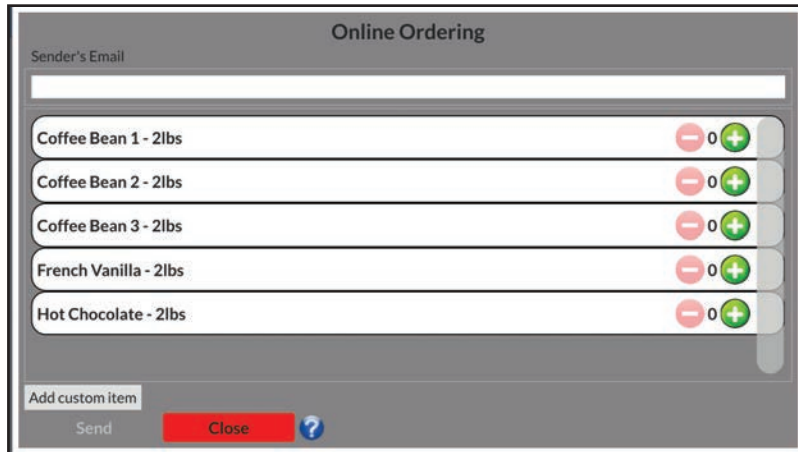 Online Ordering
Sender's Email
Coffee Bean 1 - 2lbs 0
Coffee Bean 2 - 2lbs 0
Coffee Bean 3 - 2lbs 0
French Vanilla - 2lbs 0
Hot Chocolate - 2lbs 0
Add custom item
Send Close ?